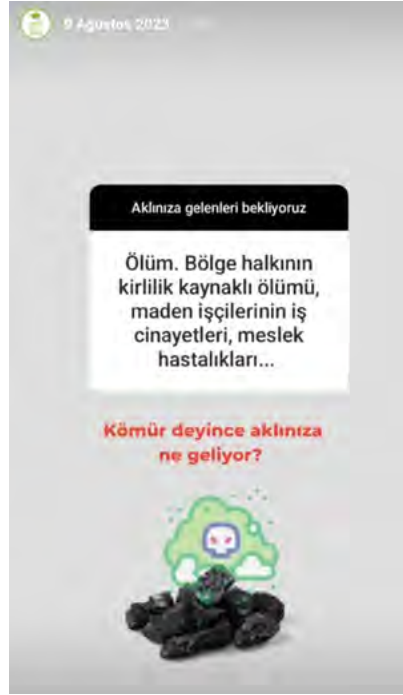 9 Ağustos 2023
Aklınıza gelenleri bekliyoruz
Ölüm. Bölge halkının
kirlilik kaynaklı ölümü,
maden işçilerinin iş
cinayetleri, meslek
hastalıkları...
Kömür deyince aklınıza
ne geliyor?